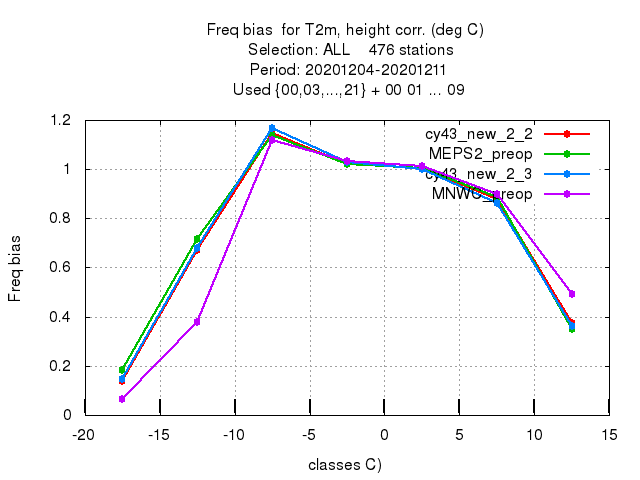 Freq bias for T2m, height corr. (deg C)
Selection: ALL 476 stations
Period: 20201204-20201211
Used {00,03,...,21} + 00 01 ... 09
cy43_new_2_2
MEPS2_preop
cy43_new_2_3
MNWC_preop
Freq bias
1.2
1
0.8
0.6
0.4
0.2
0
-20 -15 -10 -5 0 5 10 15
classes C)